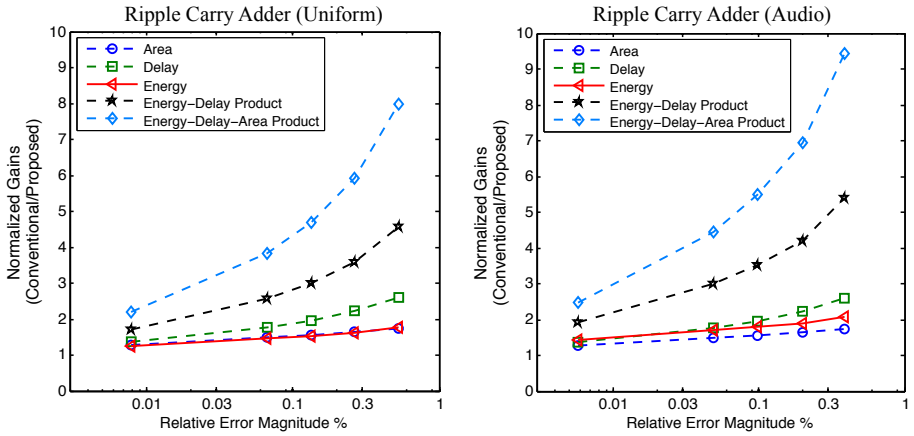 Ripple Carry Adder (Uniform)
Normalized Gains
(Conventional/Proposed)
10
9
8
7
6
5
4
3
2
1
0
Area
Delay
Energy
Energy-Delay Product
Energy-Delay-Area Product
0.01
0.03
0.1
0.3
1
Relative Error Magnitude %
Ripple Carry Adder (Audio)
Normalized Gains
(Conventional/Proposed)
10
9
8
7
6
5
4
3
2
1
0
Area
Delay
Energy
Energy-Delay Product
Energy-Delay-Area Product
0.01
0.03
0.1
0.3
1
Relative Error Magnitude %